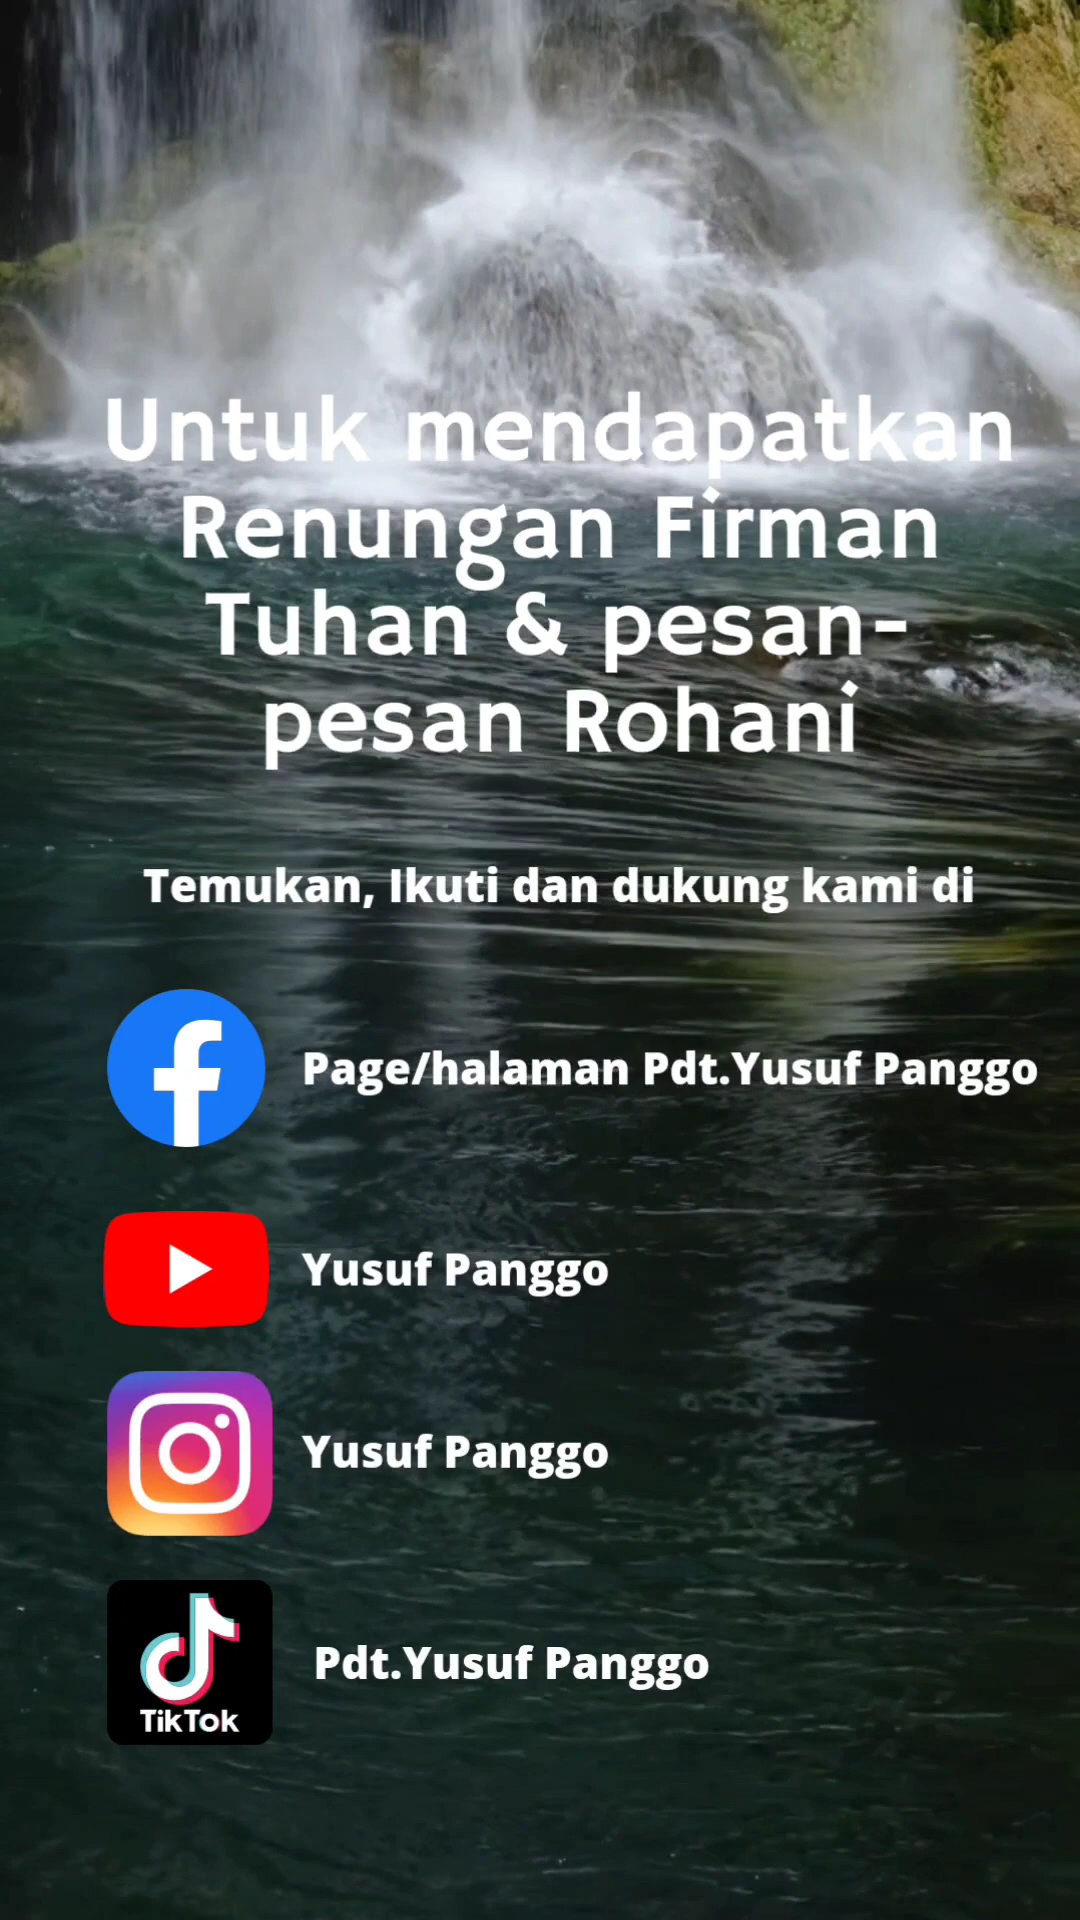 Untuk mendapatkan
Renungan Firman
Tuhan & pesan-
pesan Rohani
Temukan, Ikuti dan dukung kami di
Page/halaman Pdt.Yusuf Panggo
Yusuf Panggo
Yusuf Panggo
TikTok
Pdt.Yusuf Panggo